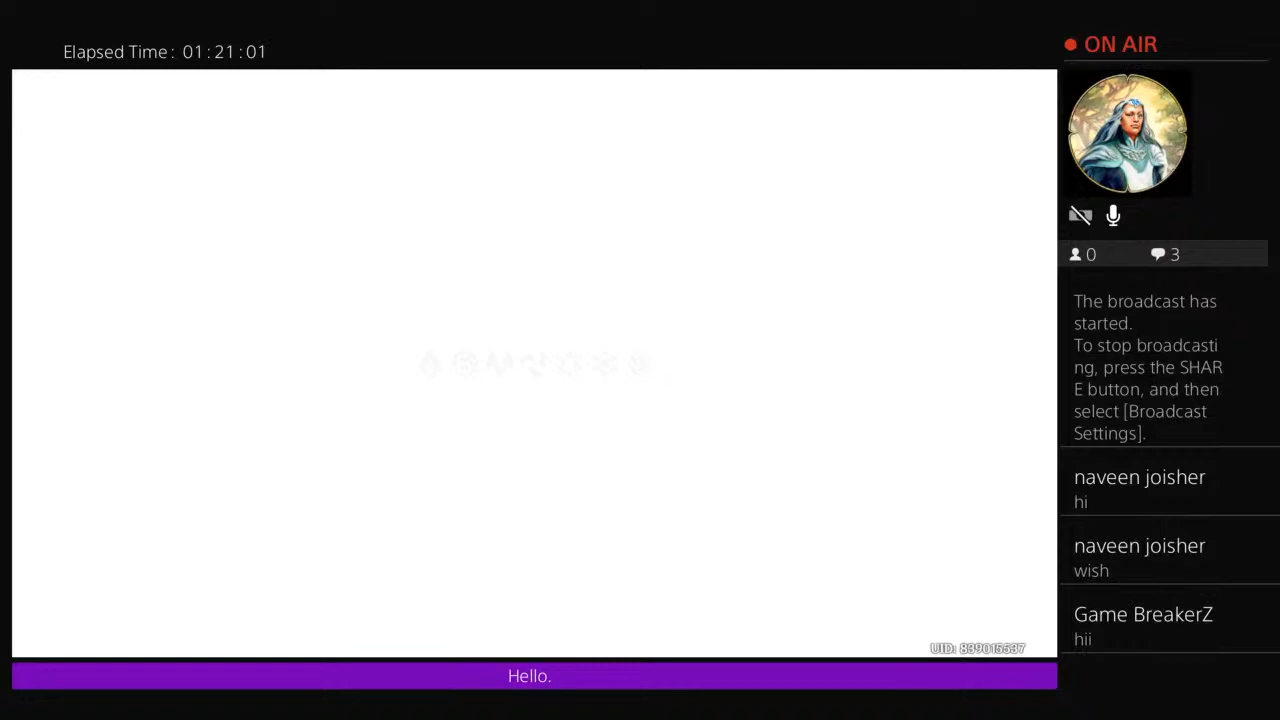 Elapsed Time: 01:21:01
ON AIR
0 3
The broadcast has
started.
To stop broadcasti
ng, press the SHAR
E button, and then
select [Broadcast
Settings].
naveen joisher
hi
naveen joisher
wish
Game BreakerZ
hii
UID: 839015537
Hello.